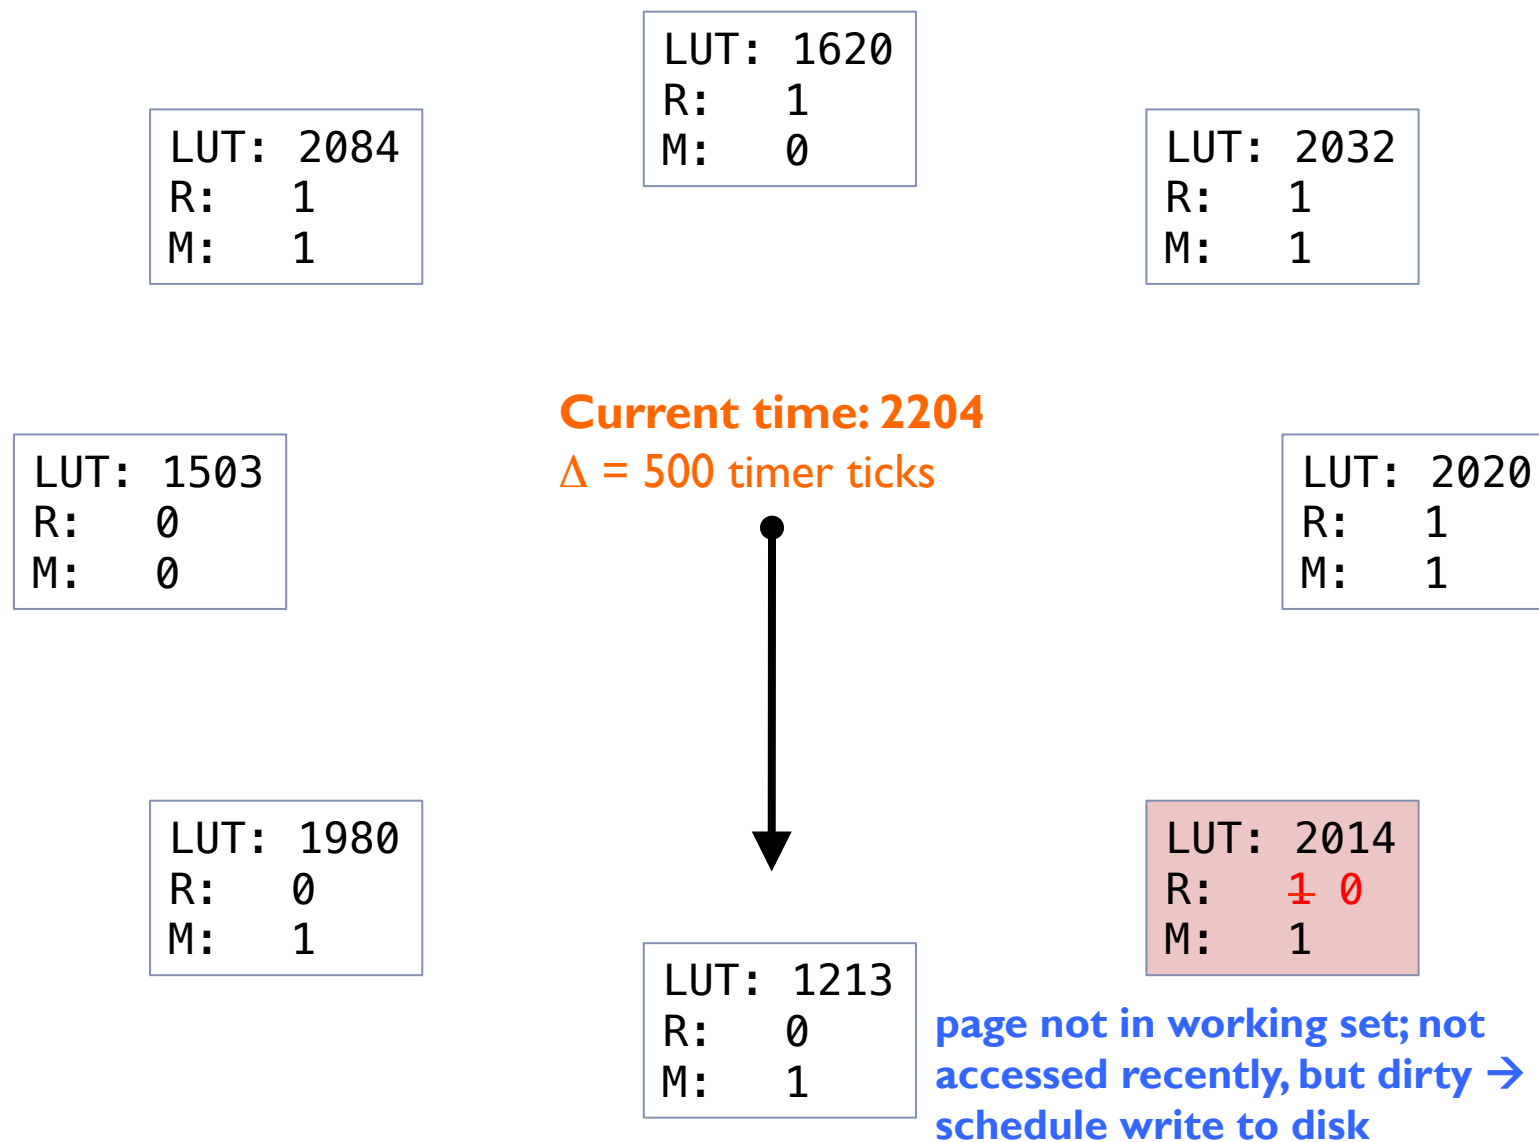 LUT: 1620
R: 1
M: 0
LUT: 2084
R: 1
M: 1
LUT: 2032
R: 1
M: 1
Current time: 2204
Δ = 500 timer ticks
LUT: 1503
R: 0
M: 0
LUT: 2020
R: 1
M: 1
LUT: 1980
R: 0
M: 1
LUT: 2014
R: 1 0
M: 1
LUT: 1213
R: 0
M: 1
page not in working set; not
accessed recently, but dirty →
schedule write to disk